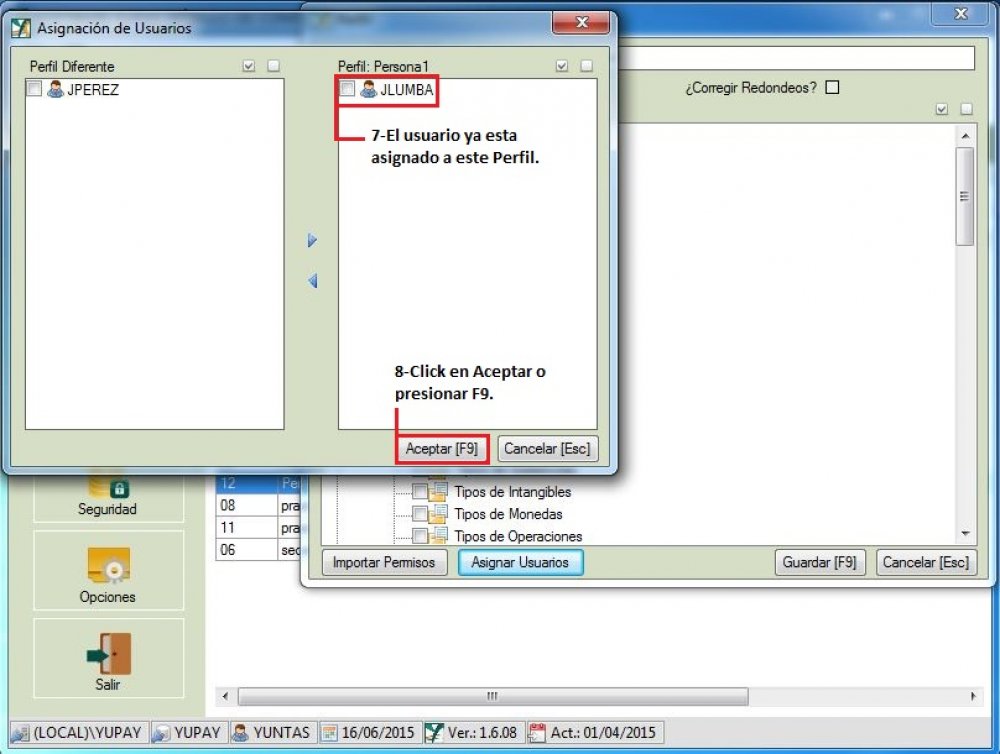 Asignación de Usuarios
Perfil Diferente
JPEREZ
Perfil: Persona1
JLUMBA
7-El usuario ya esta
asignado a este Perfil.
8-Click en Aceptar o
presionar F9.
Aceptar [F9]
Cancelar [Esc]
¿Corregir Redondeos?
12 Pe
08 pra
11 pra
06 sec
Tipos de Intangibles
Tipos de Monedas
Tipos de Operaciones
Importar Permisos
Asignar Usuarios
Guardar [F9]
Cancelar [Esc]
Seguridad
Opciones
Salir
(LOCAL)\YUPAY
YUPAY
YUNTAS
16/06/2015
Ver.: 1.6.08
Act.: 01/04/2015